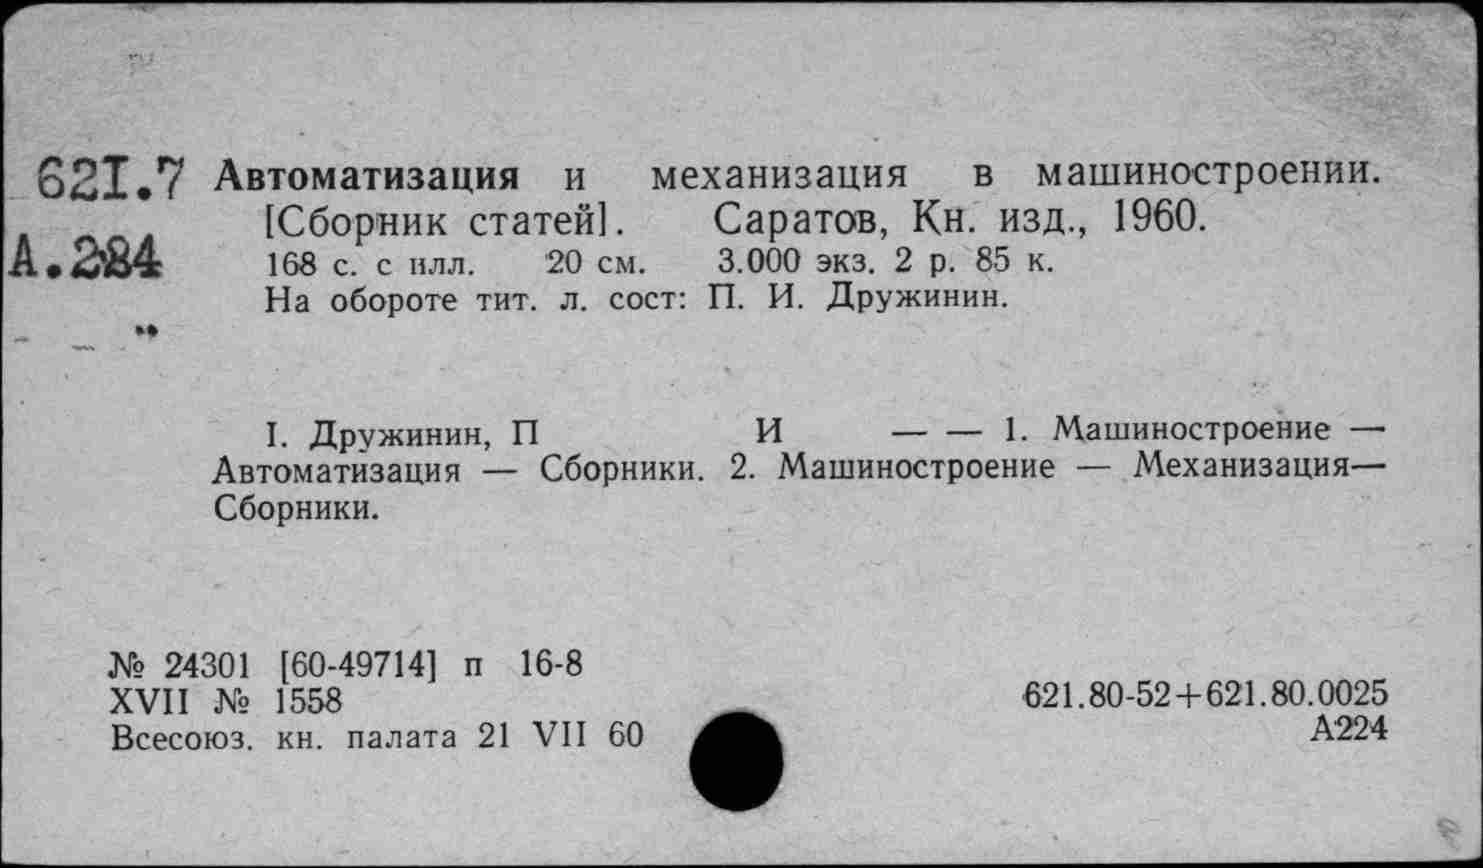 621.7 Автоматизация и механизация в машиностроении.
[Сборник статей]. Саратов, Кн. изд., 1960.
А.284 168 с. с илл. 20 см. 3.000 экз. 2 р. 85 к.
На обороте тит. л. сост: П. И. Дружинин.
I. Дружинин, П И — — 1. Машиностроение —
Автоматизация — Сборники. 2. Машиностроение — Механизация—
Сборники.
№ 24301 [60-49714] п 16-8
XVII № 1558
Всесоюз. кн. палата 21 VII 60
621.80-52+621.80.0025
А224